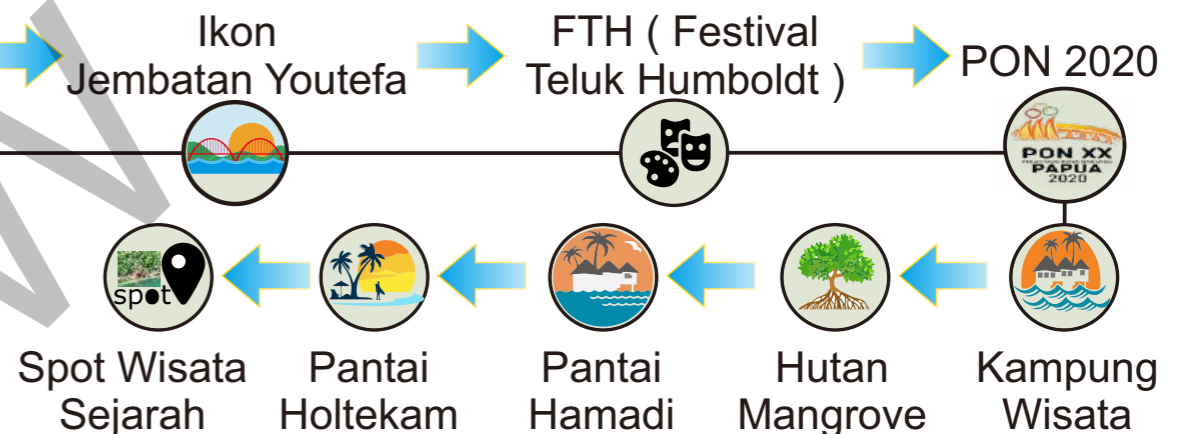 Ikon
Jembatan Youtefa
FTH ( Festival
Teluk Humboldt )
PON 2020
PON XX
PAPUA
2020
spot
Spot Wisata
Sejarah
Pantai
Holtekam
Pantai
Hamadi
Hutan
Mangrove
Kampung
Wisata